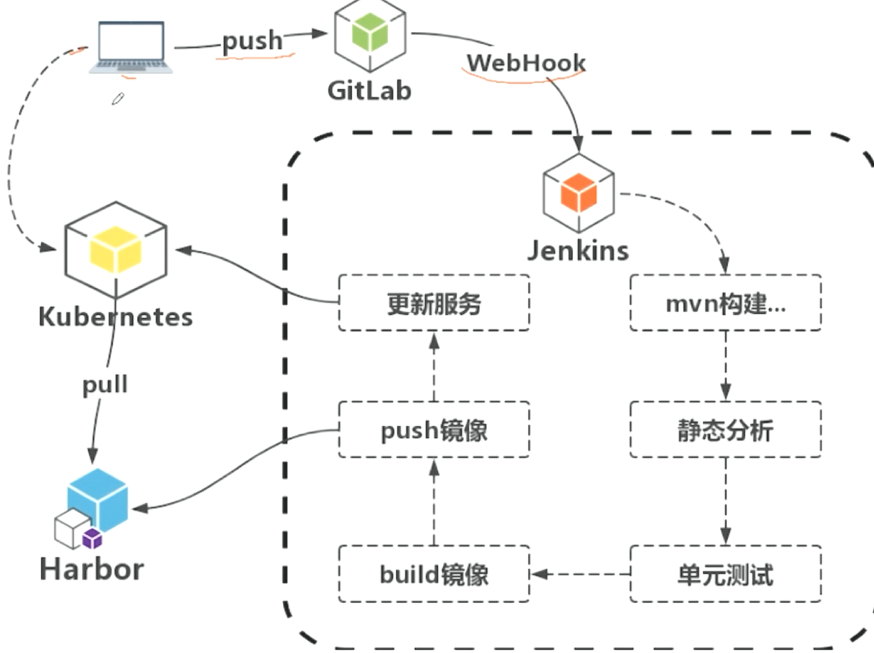 push
GitLab
WebHook
Jenkins
Kubernetes
更新服务
mvn构建...
pull
push镜像
静态分析
Harbor
build镜像
单元测试